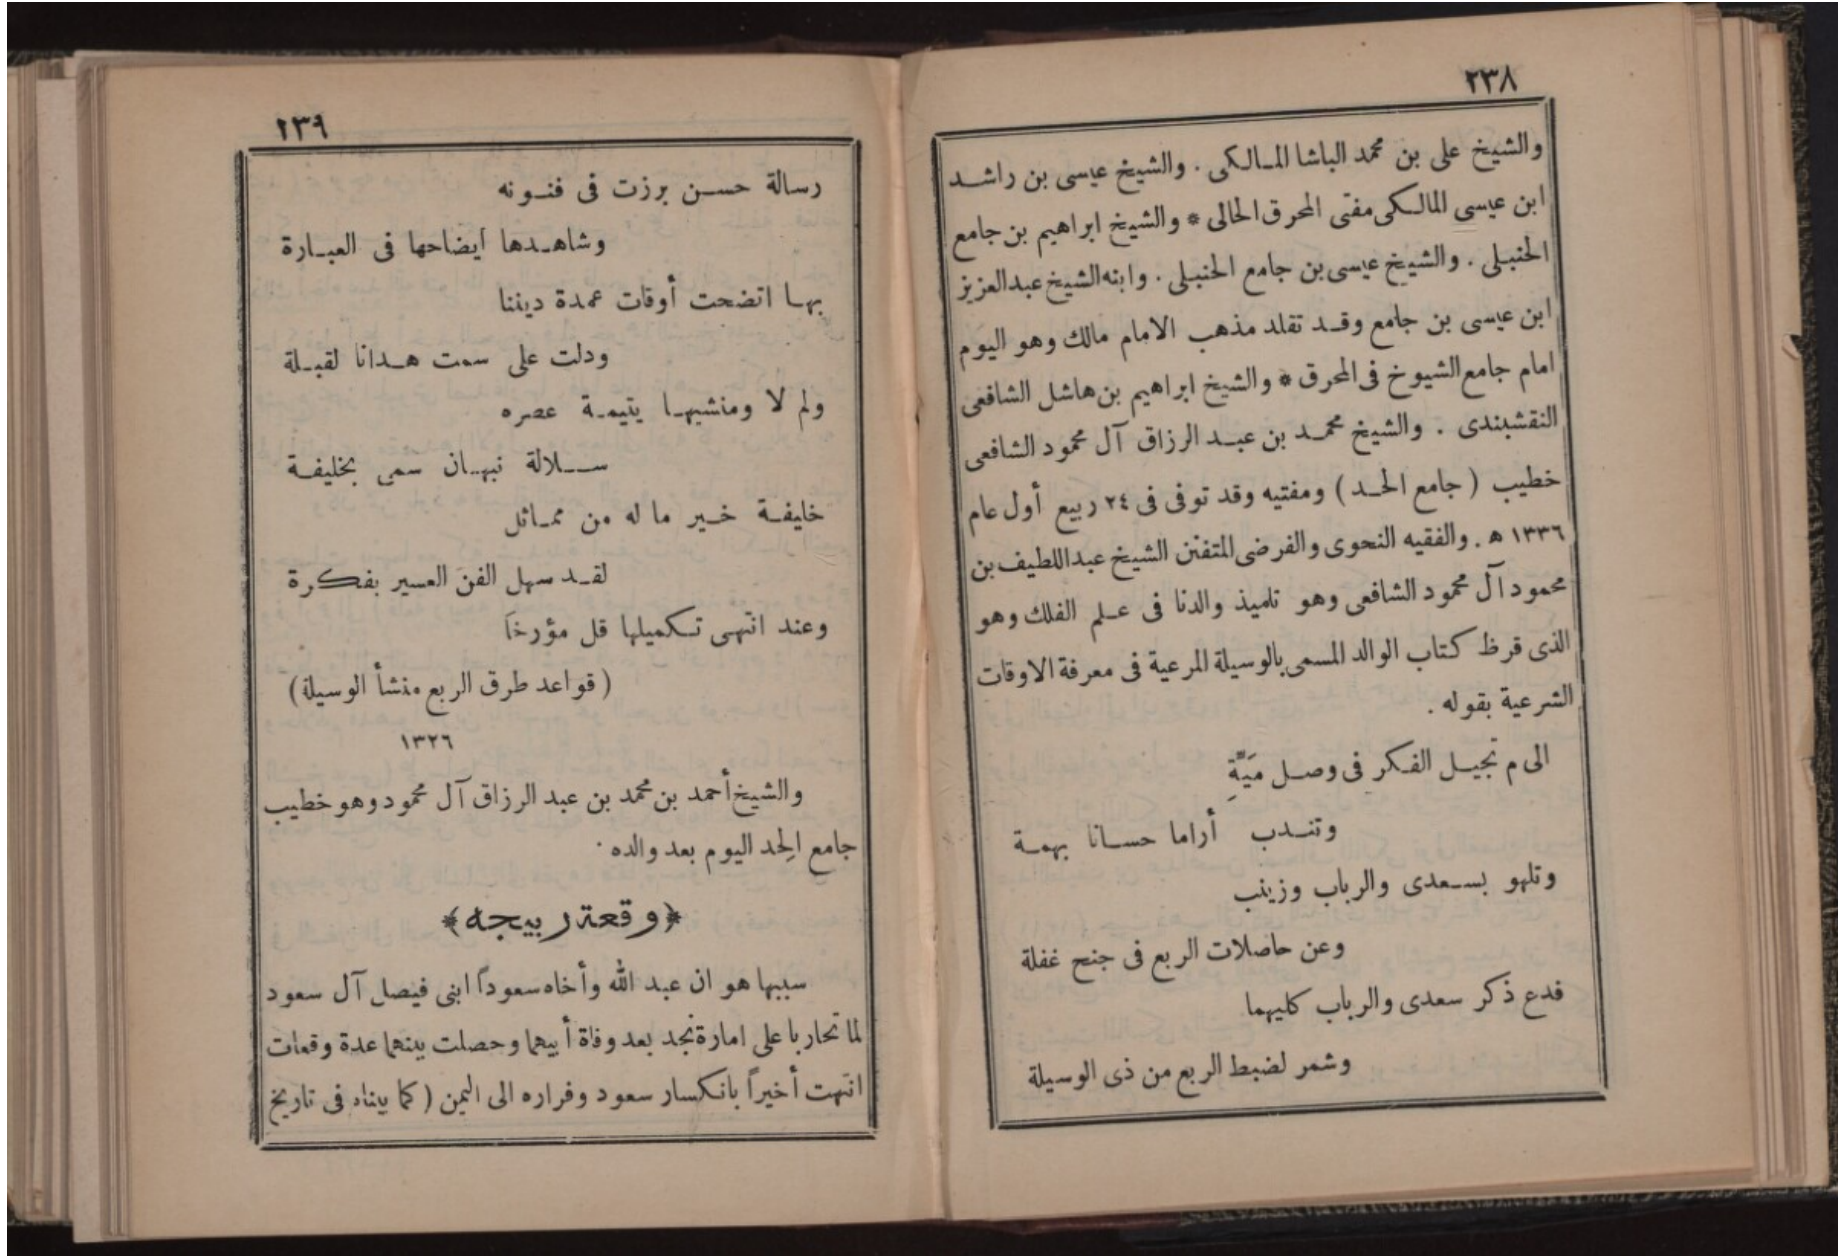 ٢٣٨
والشيخ على بن محمد الباشا المالكى . والشيخ عيسى بن راشد
ابن عيسى المالكى مفتى المحرق الحالى * والشيخ ابراهيم بن جامع
الحنبلى . والشيخ عيسى بن جامع الحنبلى . وابنه الشيخ عبد العزيز
ابن عيسى بن جامع وقد تقلد مذهب الامام مالك وهو اليوم
امام جامع الشيوخ فى المحرق * والشيخ ابراهيم بن هاشل الشافعى
النقشبندى . والشيخ محمد بن عبد الرزاق آل محمود الشافعى
خطيب ( جامع الحد ) ومفتيه وقد توفى فى ٢٤ ربيع أول عام
١٣٣٦ ه . والفقيه النحوى والفرضى المتفنن الشيخ عبد اللطيف بن
محمود آل محمود الشافعى وهو تلميذ والدنا فى علم الفلك وهو
الذى قرظ كتاب الوالد المسمى بالوسيلة المرعية فى معرفة الاوقات
الشرعية بقوله .
الى م تجيل الفكر فى وصل مَيَّةِ
وتندب أراما حسانا بهمة
وتلهو بسعدى والرباب وزينب
وعن حاصلات الربع فى جنح غفلة
فدع ذكر سعدى والرباب كليهما
وشمر لضبط الربع من ذى الوسيلة
٢٣٩
رسالة حسن برزت فى فنونه
وشاهدها ايضاحها فى العبارة
بها اتضحت أوقات عمدة ديننا
ودلت على سمت هدانا لقبلة
ولم لا ومنشيها يتيمة عصره
سلالة نبهان سمى بخليفة
خليفة خير ما له من مماثل
لقد سهل الفن العسير بفكرة
وعند انتهى تكميلها قل مؤرخاً
( قواعد طرق الربع منشأ الوسيلة )
١٣٢٦
والشيخ أحمد بن محمد بن عبد الرزاق آل محمود وهو خطيب
جامع الحِد اليوم بعد والده .
﴿ وقعة ربيجه ﴾
سببها هو ان عبد الله وأخاه سعوداً ابنى فيصل آل سعود
لما تحاربا على امارة نجد بعد وفاة أبيهما وحصلت بينهما عدة وقعات
انتهت أخيراً بانكسار سعود وفراره الى اليمن ( كما بيناه فى تاريخ